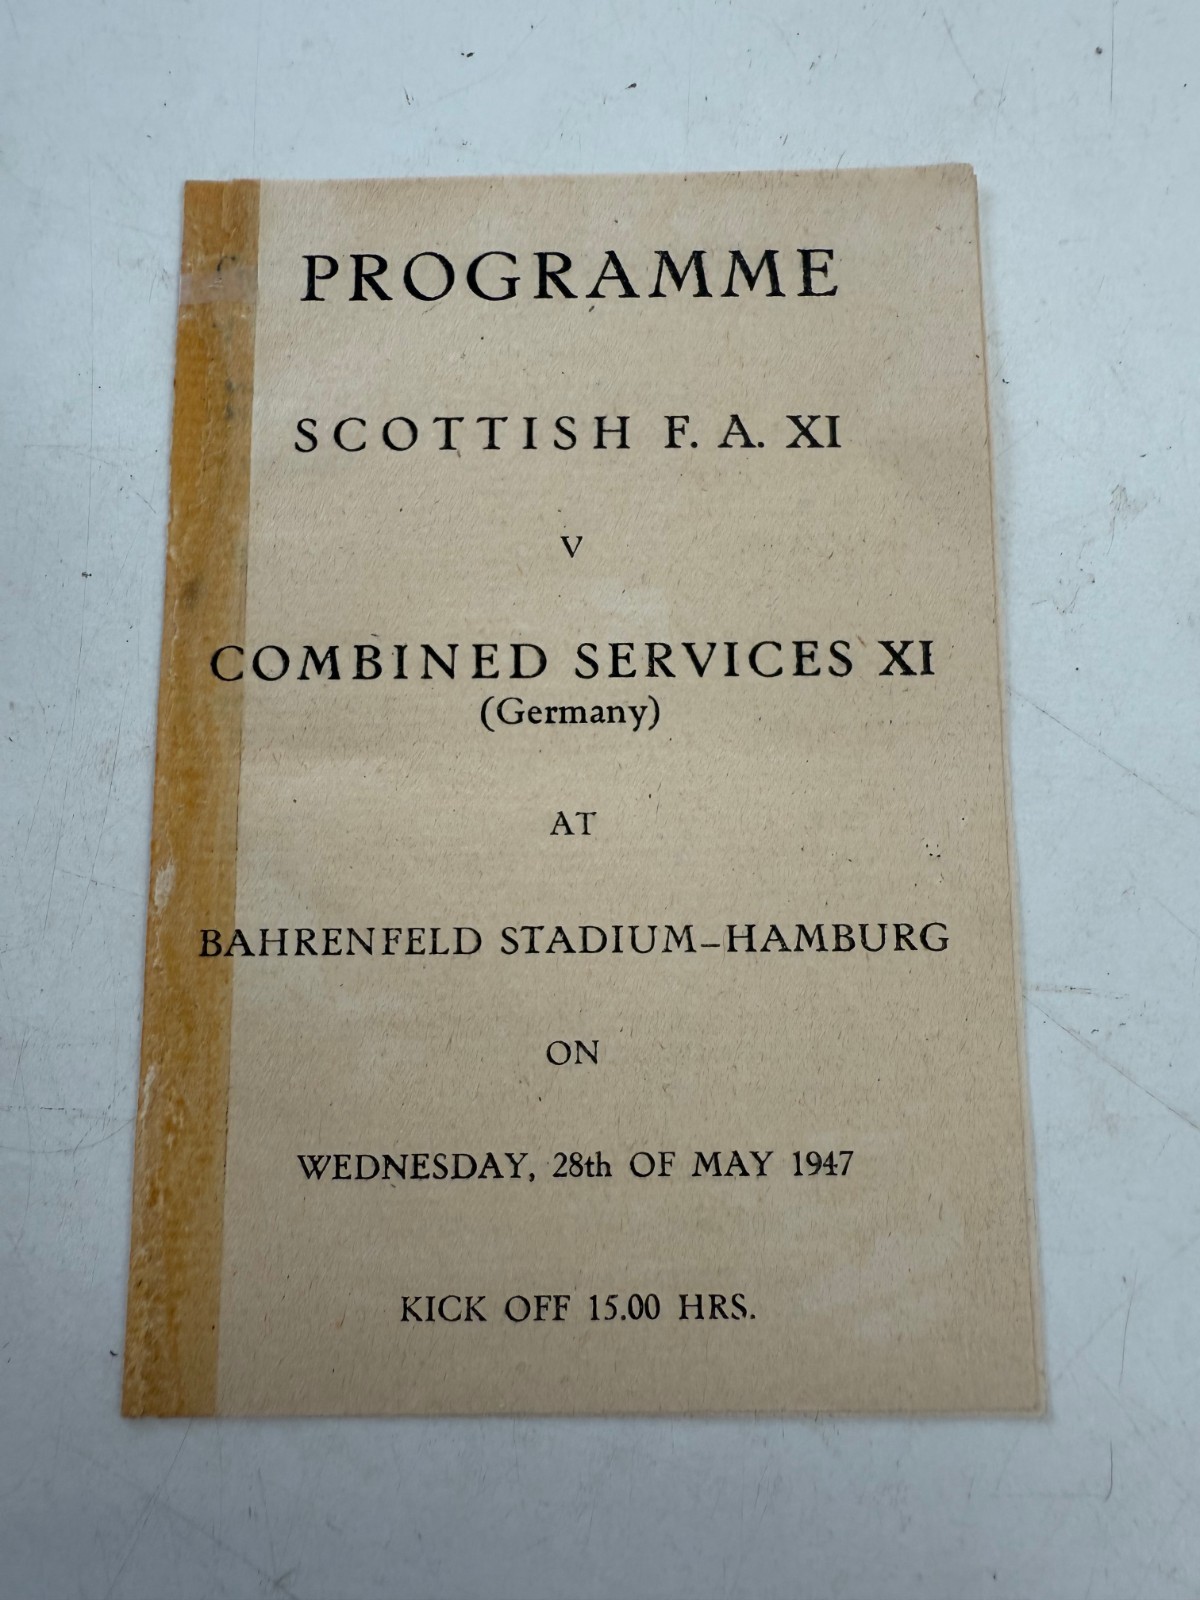 PROGRAMME
SCOTTISH F. A. XI
V
COMBINED SERVICES XI
(Germany)
AT
BAHRENFELD STADIUM–HAMBURG
ON
WEDNESDAY, 28th OF MAY 1947
KICK OFF 15.00 HRS.